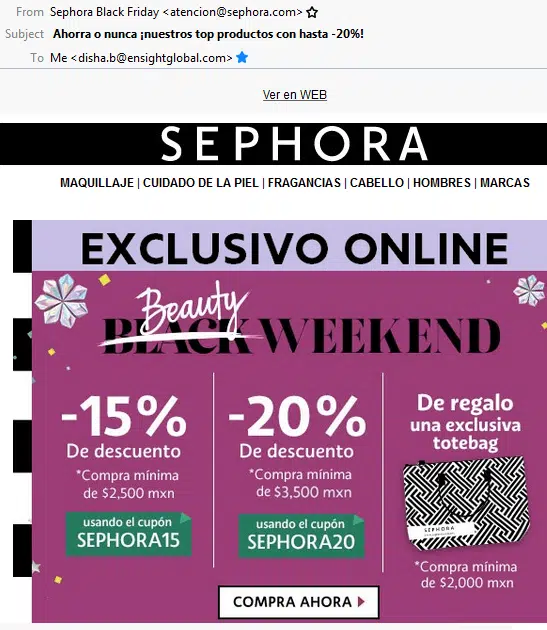 From Sephora Black Friday <atencion@sephora.com>
Subject Ahorra o nunca ¡nuestros top productos con hasta -20%!
To Me <disha.b@ensightglobal.com>
Ver en WEB
SEPHORA
MAQUILLAJE | CUIDADO DE LA PIEL | FRAGANCIAS | CABELLO | HOMBRES | MARCAS
EXCLUSIVO ONLINE
Beauty
BLACK WEEKEND
-15%
De descuento
*Compra mínima
de $2,500 mxn
usando el cupón
SEPHORA15
-20%
De descuento
*Compra mínima
de $3,500 mxn
usando el cupón
SEPHORA20
De regalo
una exclusiva
totebag
SEPHORA
*Compra mínima
de $2,000 mxn
COMPRA AHORA